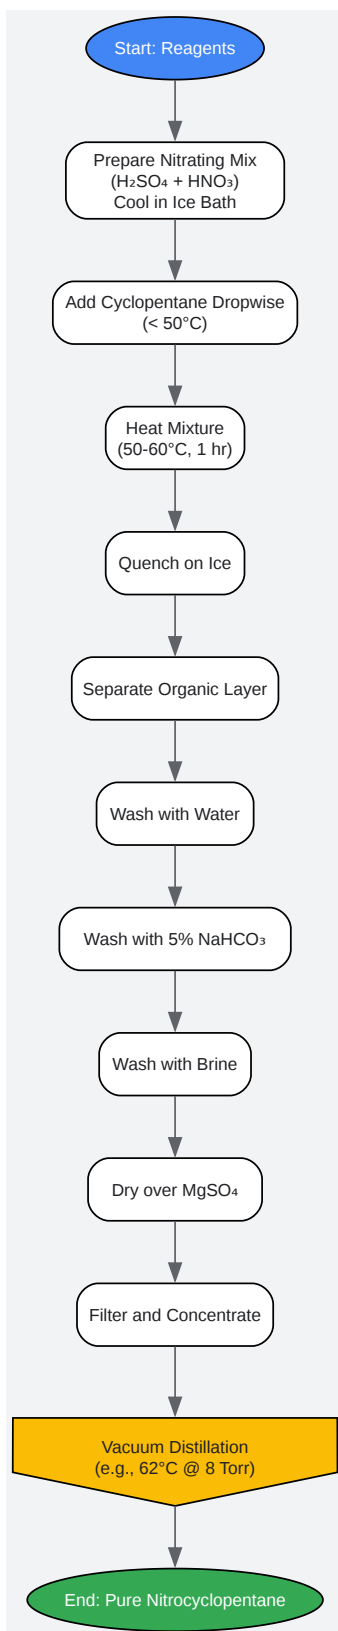 Start: Reagents
Prepare Nitrating Mix
(H₂SO₄ + HNO₃)
Cool in Ice Bath
Add Cyclopentane Dropwise
(< 50°C)
Heat Mixture
(50-60°C, 1 hr)
Quench on Ice
Separate Organic Layer
Wash with Water
Wash with 5% NaHCO₃
Wash with Brine
Dry over MgSO₄
Filter and Concentrate
Vacuum Distillation
(e.g., 62°C @ 8 Torr)
End: Pure Nitrocyclopentane